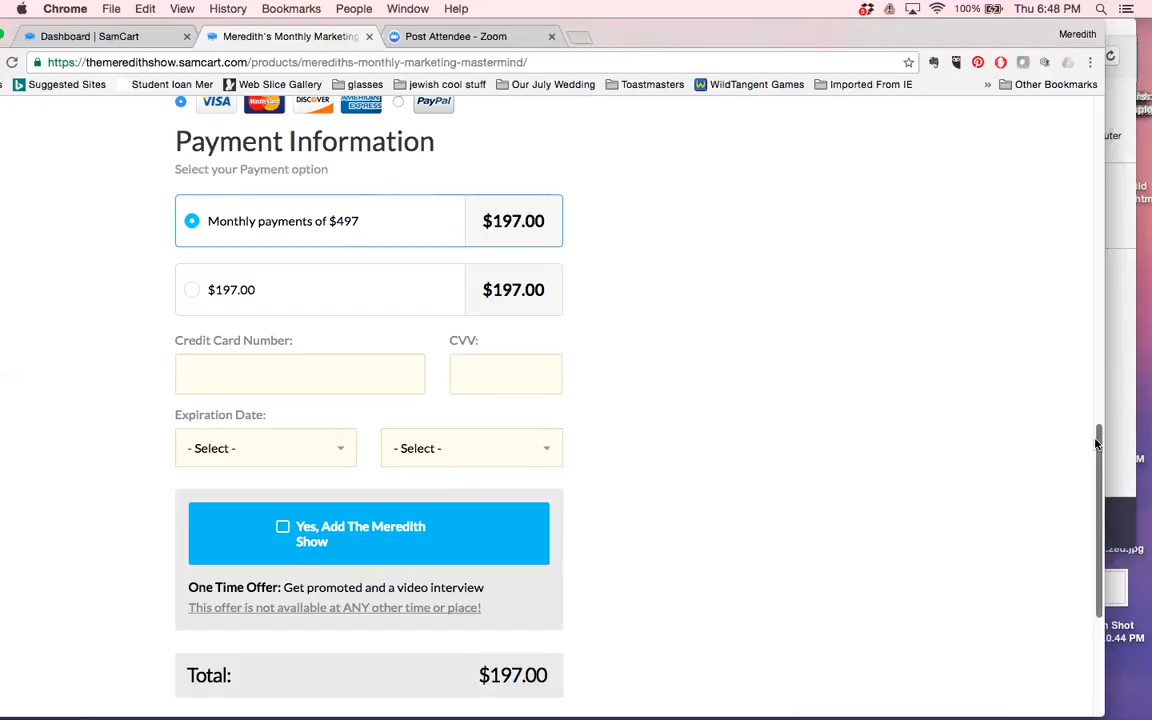 Chrome File Edit View History Bookmarks People Window Help 100% Thu 6:48 PM
Dashboard | SamCart Meredith's Monthly Marketing Post Attendee - Zoom Meredith
https://themeredithshow.samcart.com/products/merediths-monthly-marketing-mastermind/
Suggested Sites Student loan Mer Web Slice Gallery glasses jewish cool stuff Our July Wedding Toastmasters WildTangent Games Imported From IE » Other Bookmarks
VISA MasterCard DISCOVER AMERICAN EXPRESS PayPal
Payment Information
Select your Payment option
Monthly payments of $497 $197.00
$197.00 $197.00
Credit Card Number: CVV:
Expiration Date:
- Select - - Select -
Yes, Add The Meredith
Show
One Time Offer: Get promoted and a video interview
This offer is not available at ANY other time or place!
Total: $197.00